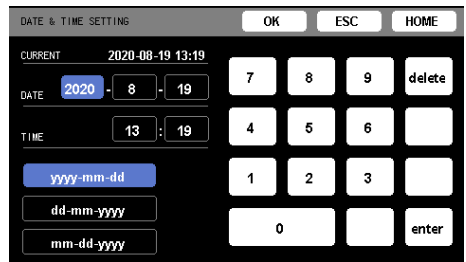 DATE & TIME SETTING OK ESC HOME
CURRENT 2020-08-19 13:19
DATE 2020 - 8 - 19
TIME 13 : 19
yyyy-mm-dd
dd-mm-yyyy
mm-dd-yyyy
7 8 9 delete
4 5 6
1 2 3
0 enter